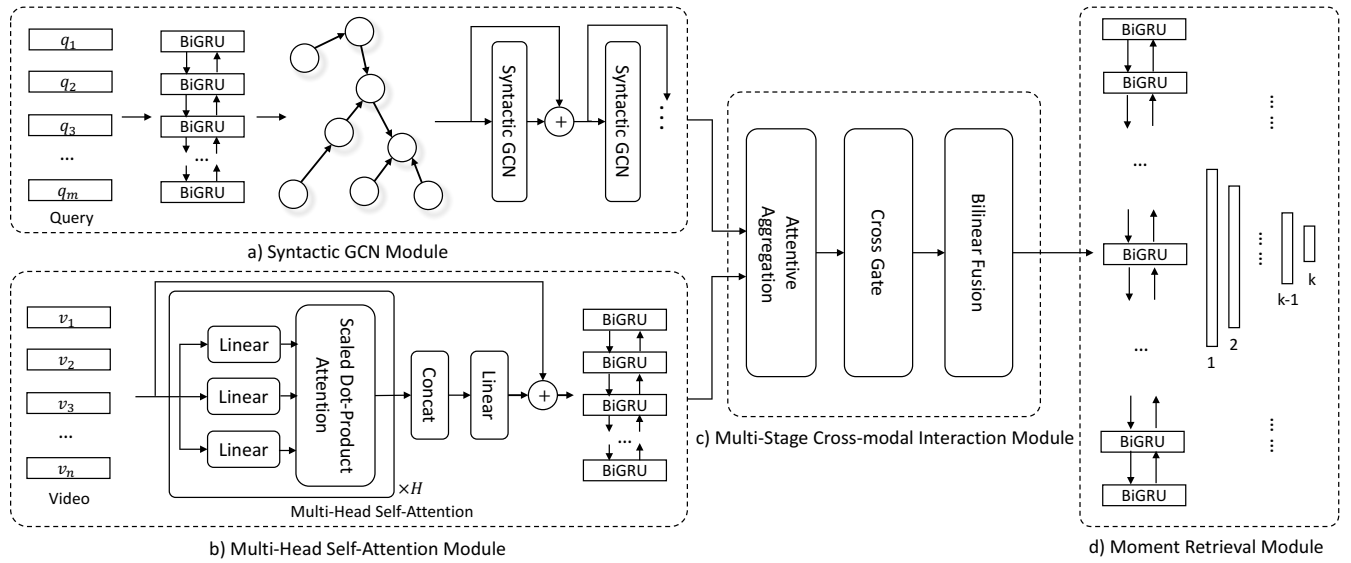 q1
q2
q3
...
qm
Query
BiGRU
BiGRU
BiGRU
...
BiGRU
Syntactic GCN
Syntactic GCN
...
a) Syntactic GCN Module
v1
v2
v3
...
vn
Video
Linear
Linear
Linear
Scaled Dot-Product
Attention
×H
Multi-Head Self-Attention
Concat
Linear
BiGRU
BiGRU
BiGRU
...
BiGRU
b) Multi-Head Self-Attention Module
Attentive
Aggregation
Cross Gate
Bilinear Fusion
c) Multi-Stage Cross-modal Interaction Module
BiGRU
BiGRU
...
BiGRU
...
BiGRU
BiGRU
1
2
k-1
k
d) Moment Retrieval Module